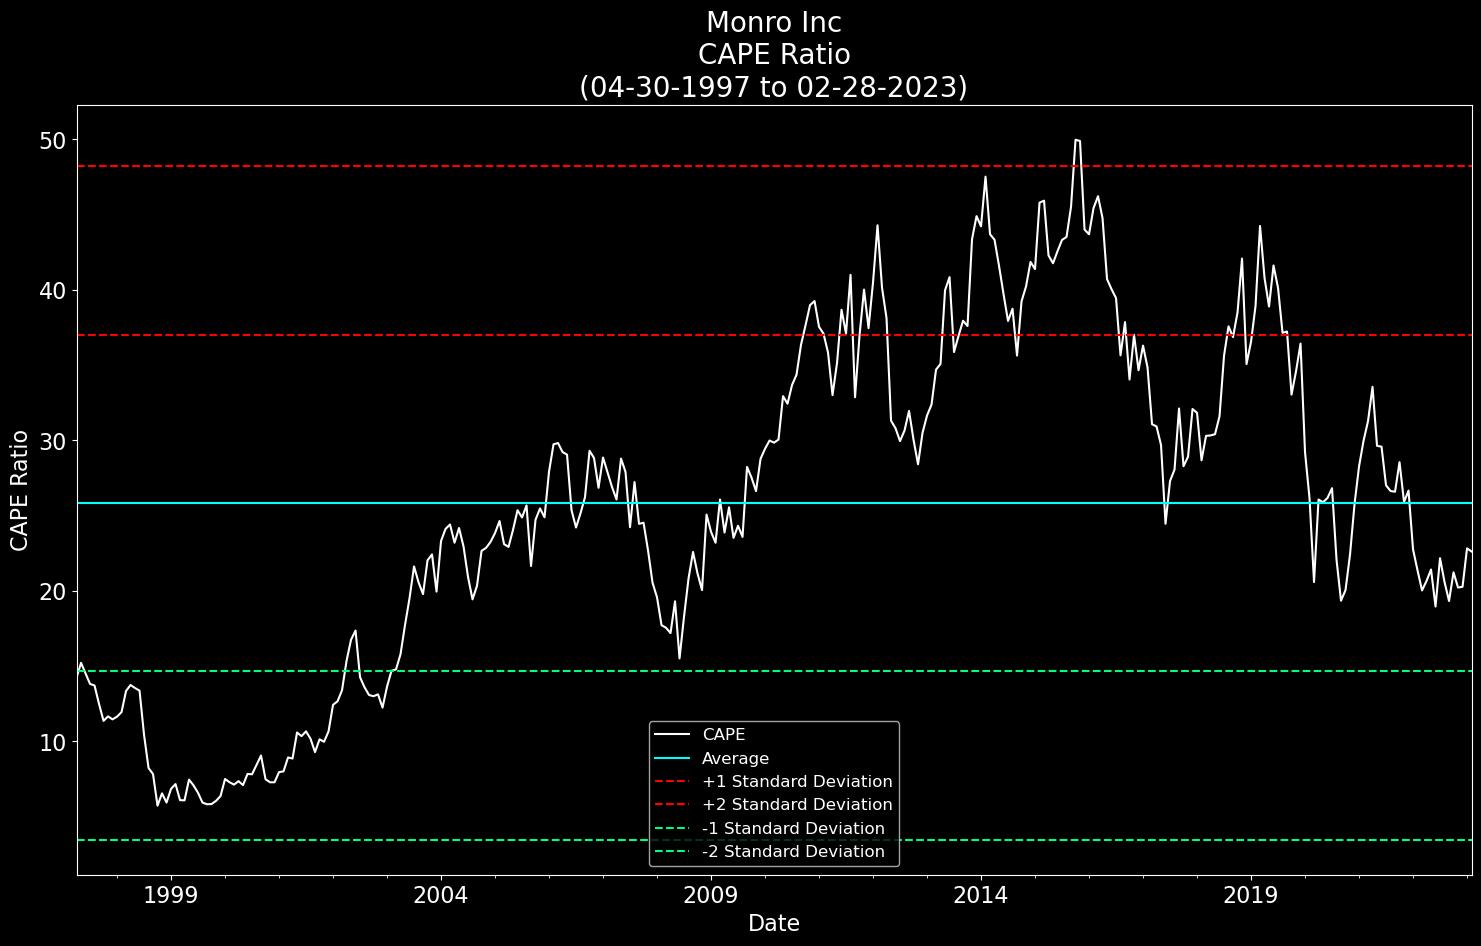 Monro Inc
CAPE Ratio
(04-30-1997 to 02-28-2023)
CAPE Ratio
50
40
30
20
10
CAPE
Average
+1 Standard Deviation
+2 Standard Deviation
-1 Standard Deviation
-2 Standard Deviation
1999 2004 2009 2014 2019
Date